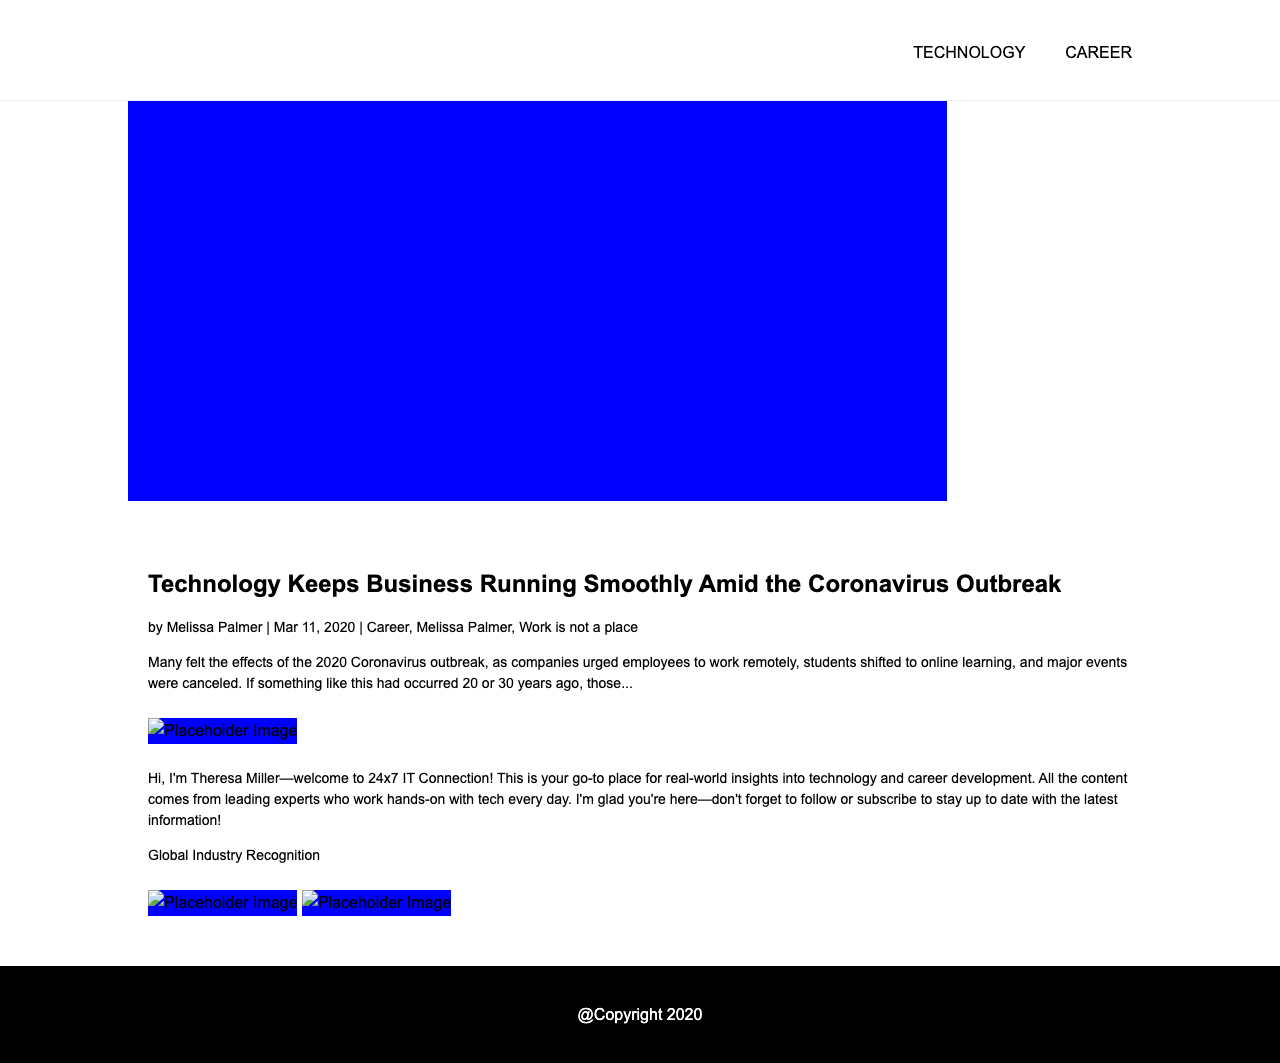 TECHNOLOGY CAREER
Technology Keeps Business Running Smoothly Amid the Coronavirus Outbreak
by Melissa Palmer | Mar 11, 2020 | Career, Melissa Palmer, Work is not a place
Many felt the effects of the 2020 Coronavirus outbreak, as companies urged employees to work remotely, students shifted to online learning, and major events
were canceled. If something like this had occurred 20 or 30 years ago, those...
Placeholder Image
Hi, I'm Theresa Miller—welcome to 24x7 IT Connection! This is your go-to place for real-world insights into technology and career development. All the content
comes from leading experts who work hands-on with tech every day. I'm glad you're here—don't forget to follow or subscribe to stay up to date with the latest
information!
Global Industry Recognition
Placeholder Image Placeholder Image
@Copyright 2020